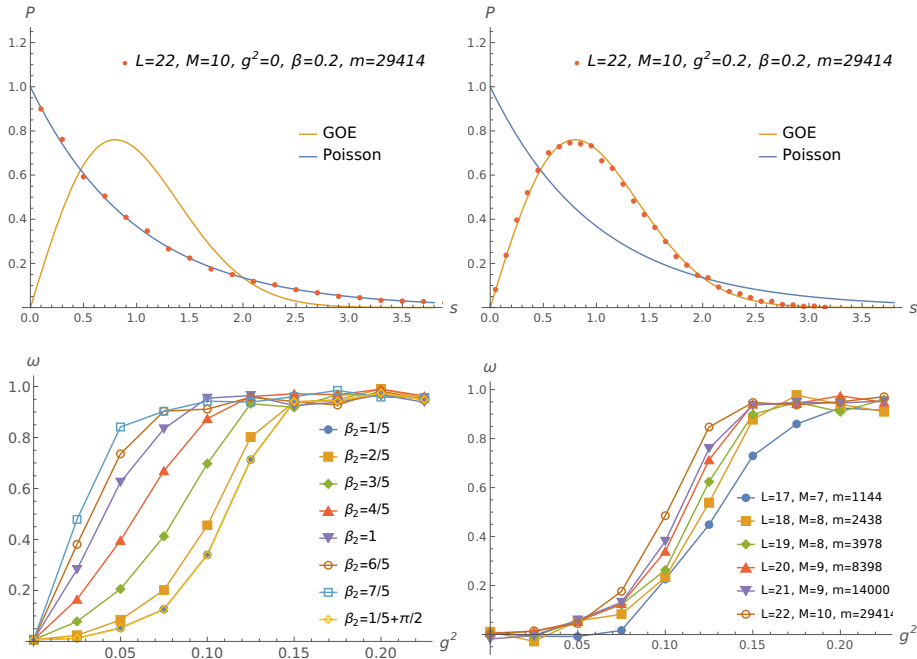 P
1.2
1.0
0.8
0.6
0.4
0.2
0.0
0.5
1.0
1.5
2.0
2.5
3.0
3.5
s
L=22, M=10, g²=0, β=0.2, m=29414
GOE
Poisson
P
1.2
1.0
0.8
0.6
0.4
0.2
0.0
0.5
1.0
1.5
2.0
2.5
3.0
3.5
s
L=22, M=10, g²=0.2, β=0.2, m=29414
GOE
Poisson
ω
1.0
0.8
0.6
0.4
0.2
0.05
0.10
0.15
0.20
g²
β₂=1/5
β₂=2/5
β₂=3/5
β₂=4/5
β₂=1
β₂=6/5
β₂=7/5
β₂=1/5+π/2
ω
1.0
0.8
0.6
0.4
0.2
0.0
0.05
0.10
0.15
0.20
g²
L=17, M=7, m=1144
L=18, M=8, m=2438
L=19, M=8, m=3978
L=20, M=9, m=8398
L=21, M=9, m=14000
L=22, M=10, m=29414